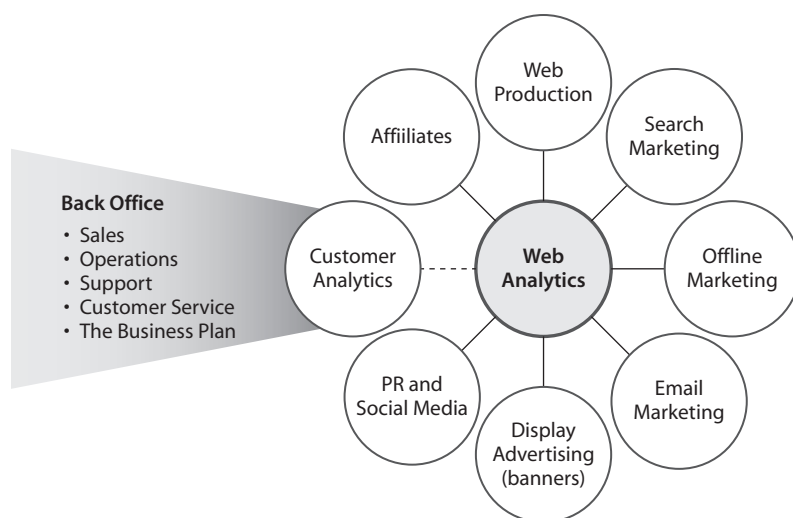 Web
Production
Affiiliates
Search
Marketing
Back Office
• Sales
• Operations
• Support
• Customer Service
• The Business Plan
Customer
Analytics
Web
Analytics
Offline
Marketing
PR and
Social Media
Email
Marketing
Display
Advertising
(banners)